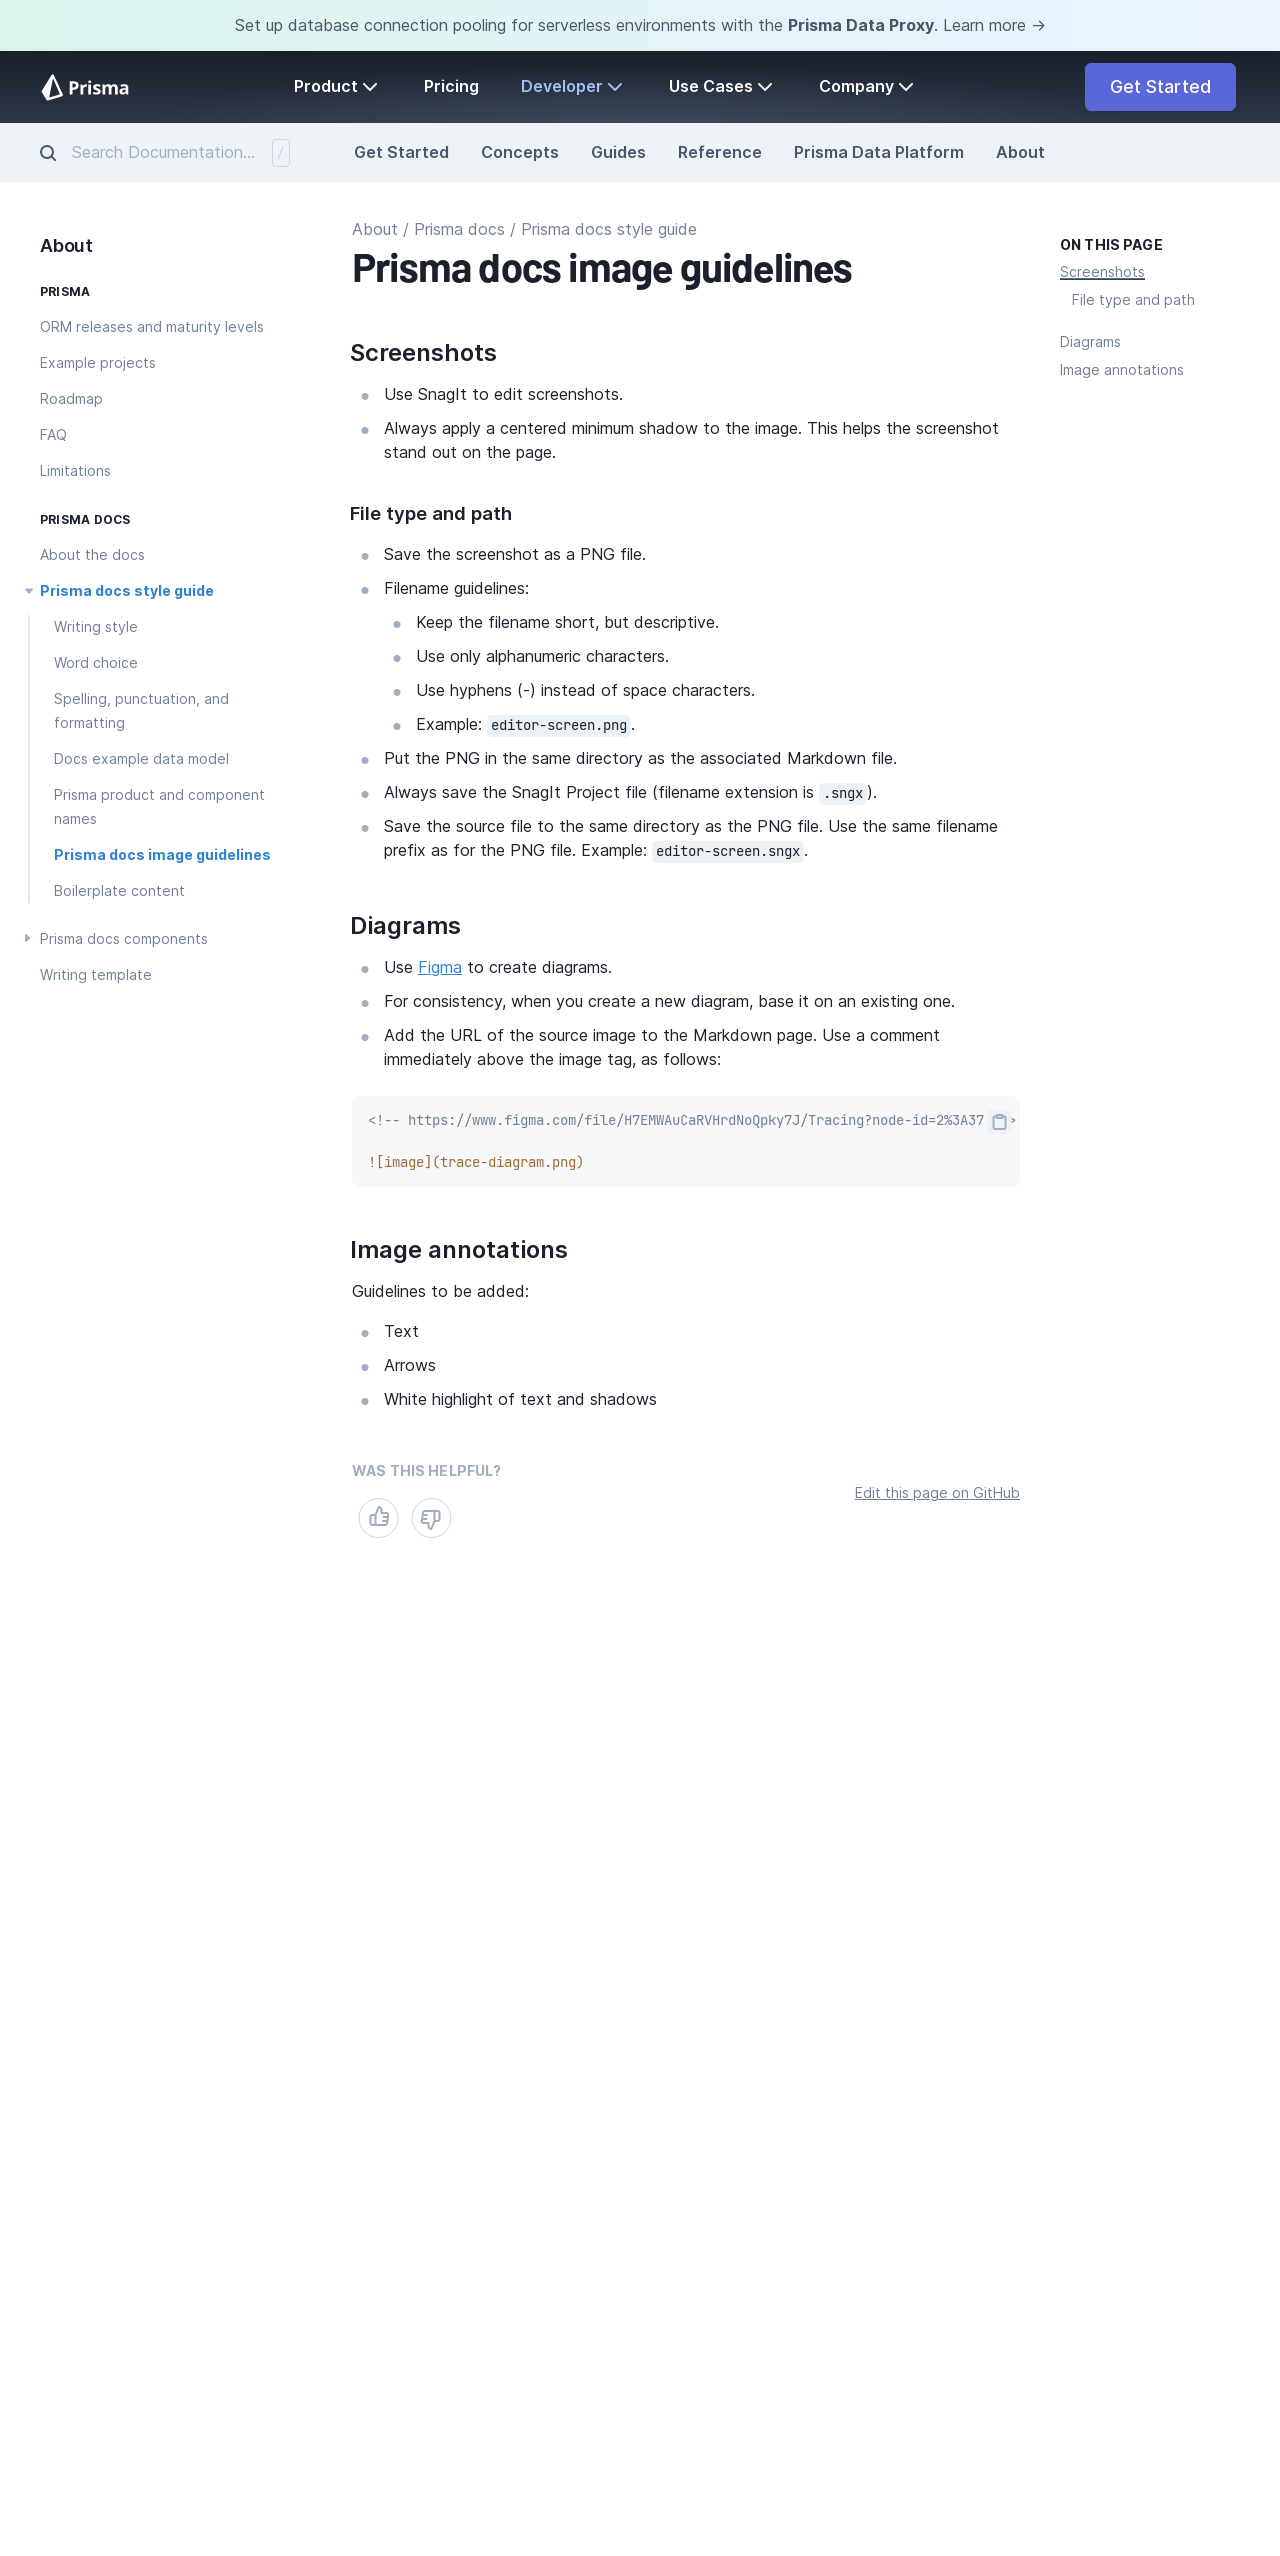 Set up database connection pooling for serverless environments with the Prisma Data Proxy. Learn more →
Prisma
Product
Pricing
Developer
Use Cases
Company
Get Started
Search Documentation...
/
Get Started
Concepts
Guides
Reference
Prisma Data Platform
About
About
PRISMA
ORM releases and maturity levels
Example projects
Roadmap
FAQ
Limitations
PRISMA DOCS
About the docs
Prisma docs style guide
Writing style
Word choice
Spelling, punctuation, and
formatting
Docs example data model
Prisma product and component
names
Prisma docs image guidelines
Boilerplate content
Prisma docs components
Writing template
About / Prisma docs / Prisma docs style guide
Prisma docs image guidelines
Screenshots
Use SnagIt to edit screenshots.
Always apply a centered minimum shadow to the image. This helps the screenshot
stand out on the page.
File type and path
Save the screenshot as a PNG file.
Filename guidelines:
Keep the filename short, but descriptive.
Use only alphanumeric characters.
Use hyphens (-) instead of space characters.
Example: editor-screen.png.
Put the PNG in the same directory as the associated Markdown file.
Always save the SnagIt Project file (filename extension is .sngx).
Save the source file to the same directory as the PNG file. Use the same filename
prefix as for the PNG file. Example: editor-screen.sngx.
Diagrams
Use Figma to create diagrams.
For consistency, when you create a new diagram, base it on an existing one.
Add the URL of the source image to the Markdown page. Use a comment
immediately above the image tag, as follows:
<!-- https://www.figma.com/file/H7EMWAuCaRVHrdNoQpky7J/Tracing?node-id=2%3A37 >
![image](trace-diagram.png)
Image annotations
Guidelines to be added:
Text
Arrows
White highlight of text and shadows
WAS THIS HELPFUL?
Edit this page on GitHub
ON THIS PAGE
Screenshots
File type and path
Diagrams
Image annotations